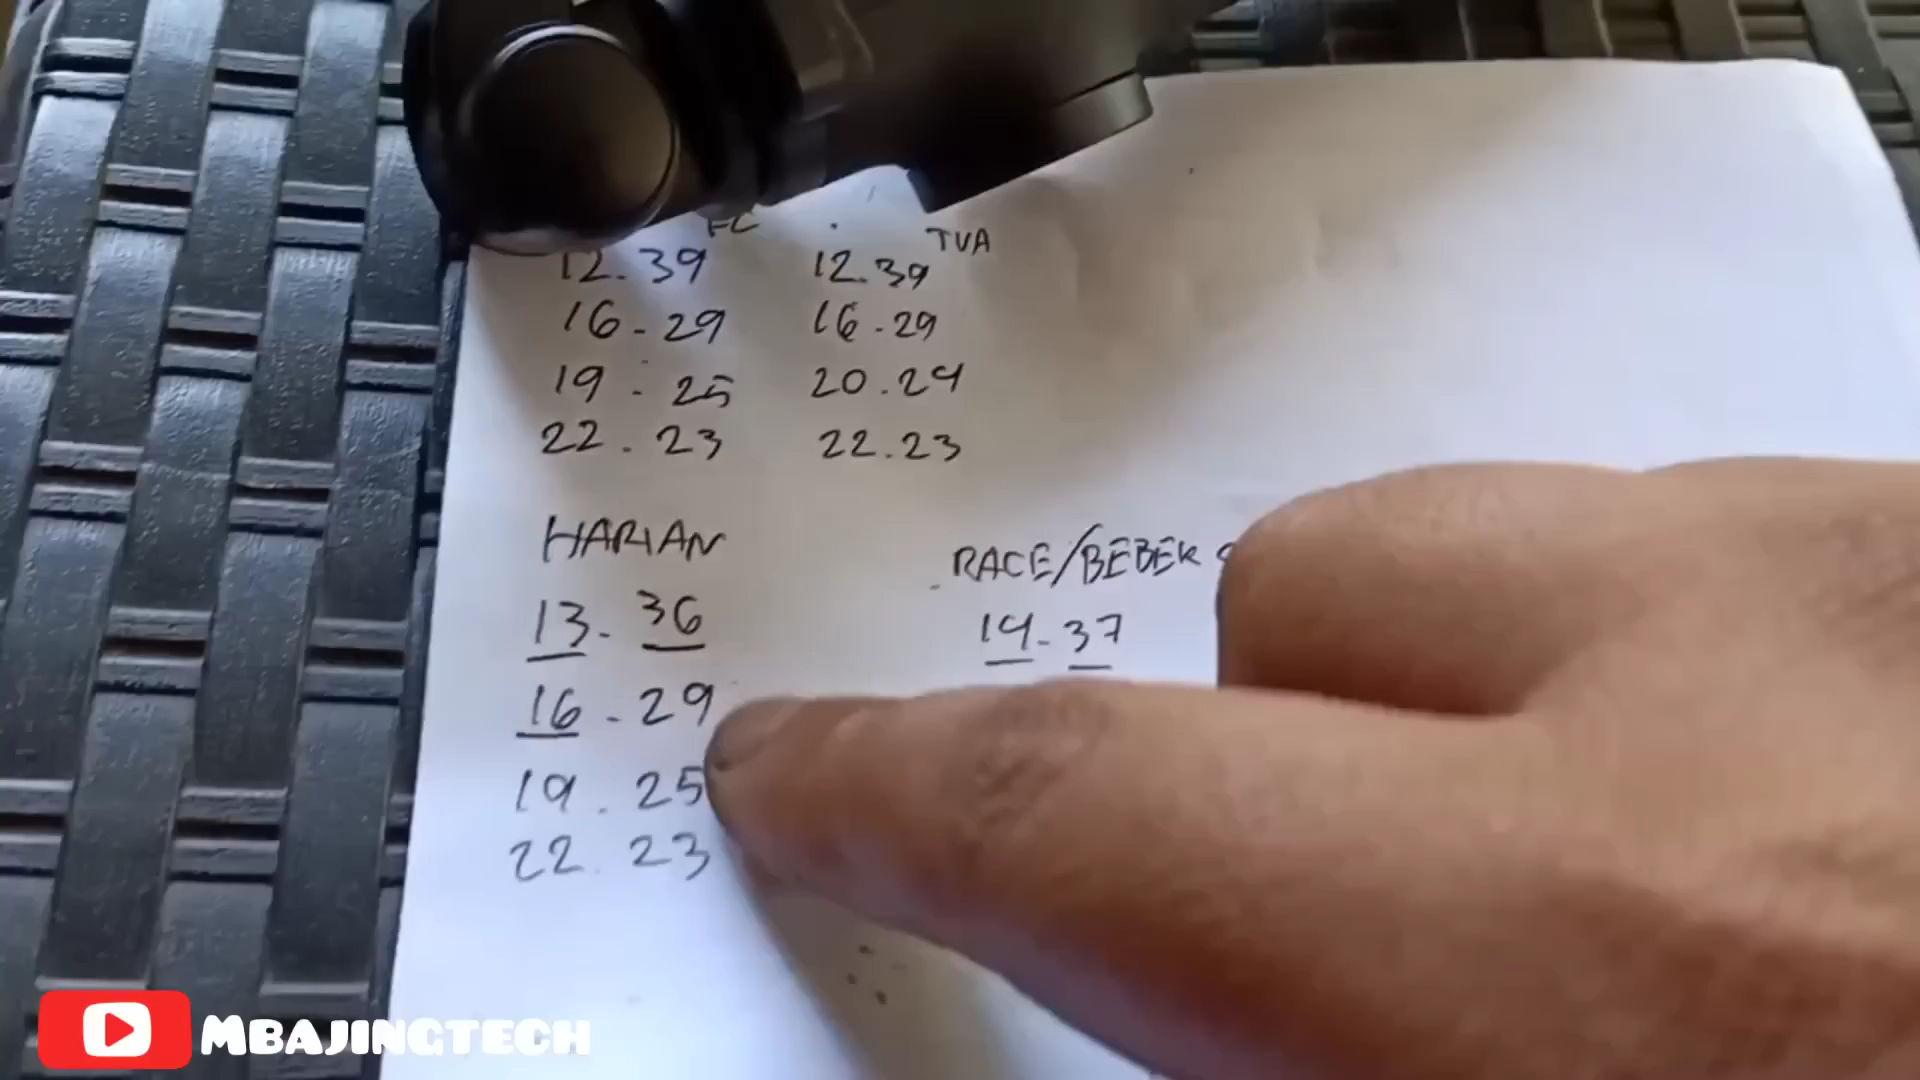 12.39 12.39 TVA
16-29 16.29
19-25 20.24
22.23 22.23
HARIAN
13-36
16-29
19.25
22.23
RACE/BEBEK
14-37
MBAJINGTECH